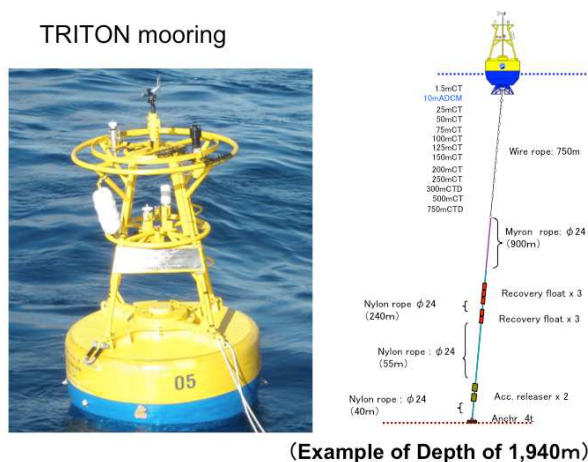 TRITON mooring
05
1.5mCT
10mADCM
25mCT
50mCT
75mCT
100mCT
125mCT
150mCT
200mCT
250mCT
300mCTD
500mCT
750mCTD
Wire rope: 750m
Myron rope: φ24
(900m)
Recovery float x 3
Nylon rope φ24
(240m)
Recovery float x 3
Nylon rope : φ24
(55m)
Nylon rope : φ24
(40m)
Acc. releaser x 2
Anchr 4t
(Example of Depth of 1,940m)